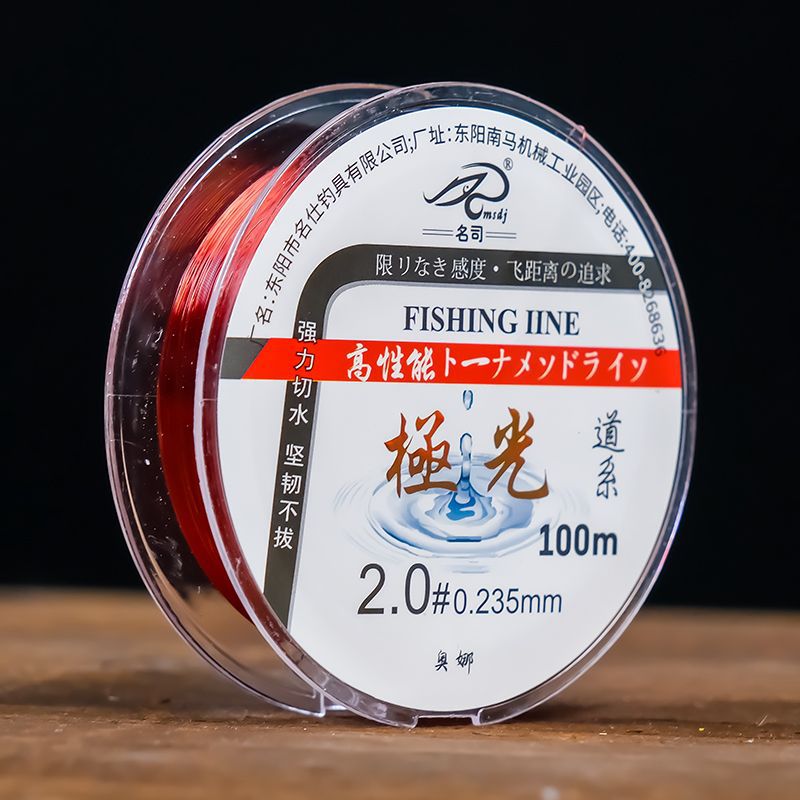 厂名:东阳市名仕钓具有限公司;厂址:东阳南马机械工业园区;电话:400-8268636
®
msdj
名司
限りなき感度·飞距离の追求
FISHING IINE
高性能トーナメンドライソ
强力切水 坚韧不拔
極光
道系
100m
2.0#0.235mm
奥娜